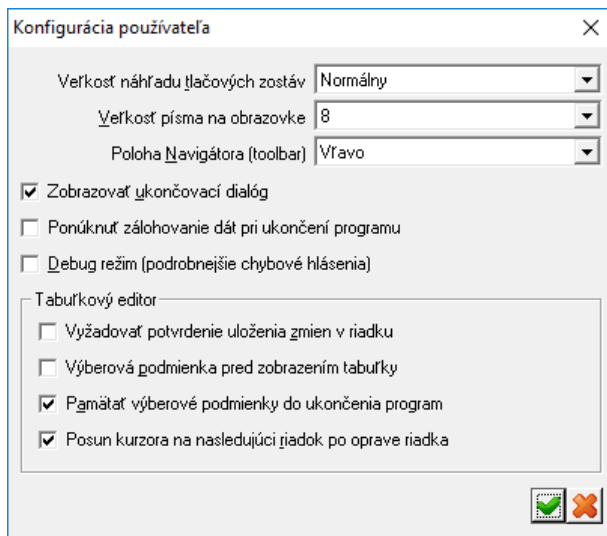 Konfigurácia používateľa
Veľkosť náhľadu tlačových zostáv Normálny
Veľkosť písma na obrazovke 8
Poloha Navigátora (toolbar) Vľavo
Zobrazovať ukončovací dialóg
Ponúknuť zálohovanie dát pri ukončení programu
Debug režim (podrobnejšie chybové hlásenia)
Tabuľkový editor
Vyžadovať potvrdenie uloženia zmien v riadku
Výberová podmienka pred zobrazením tabuľky
Pamätať výberové podmienky do ukončenia program
Posun kurzora na nasledujúci riadok po oprave riadka